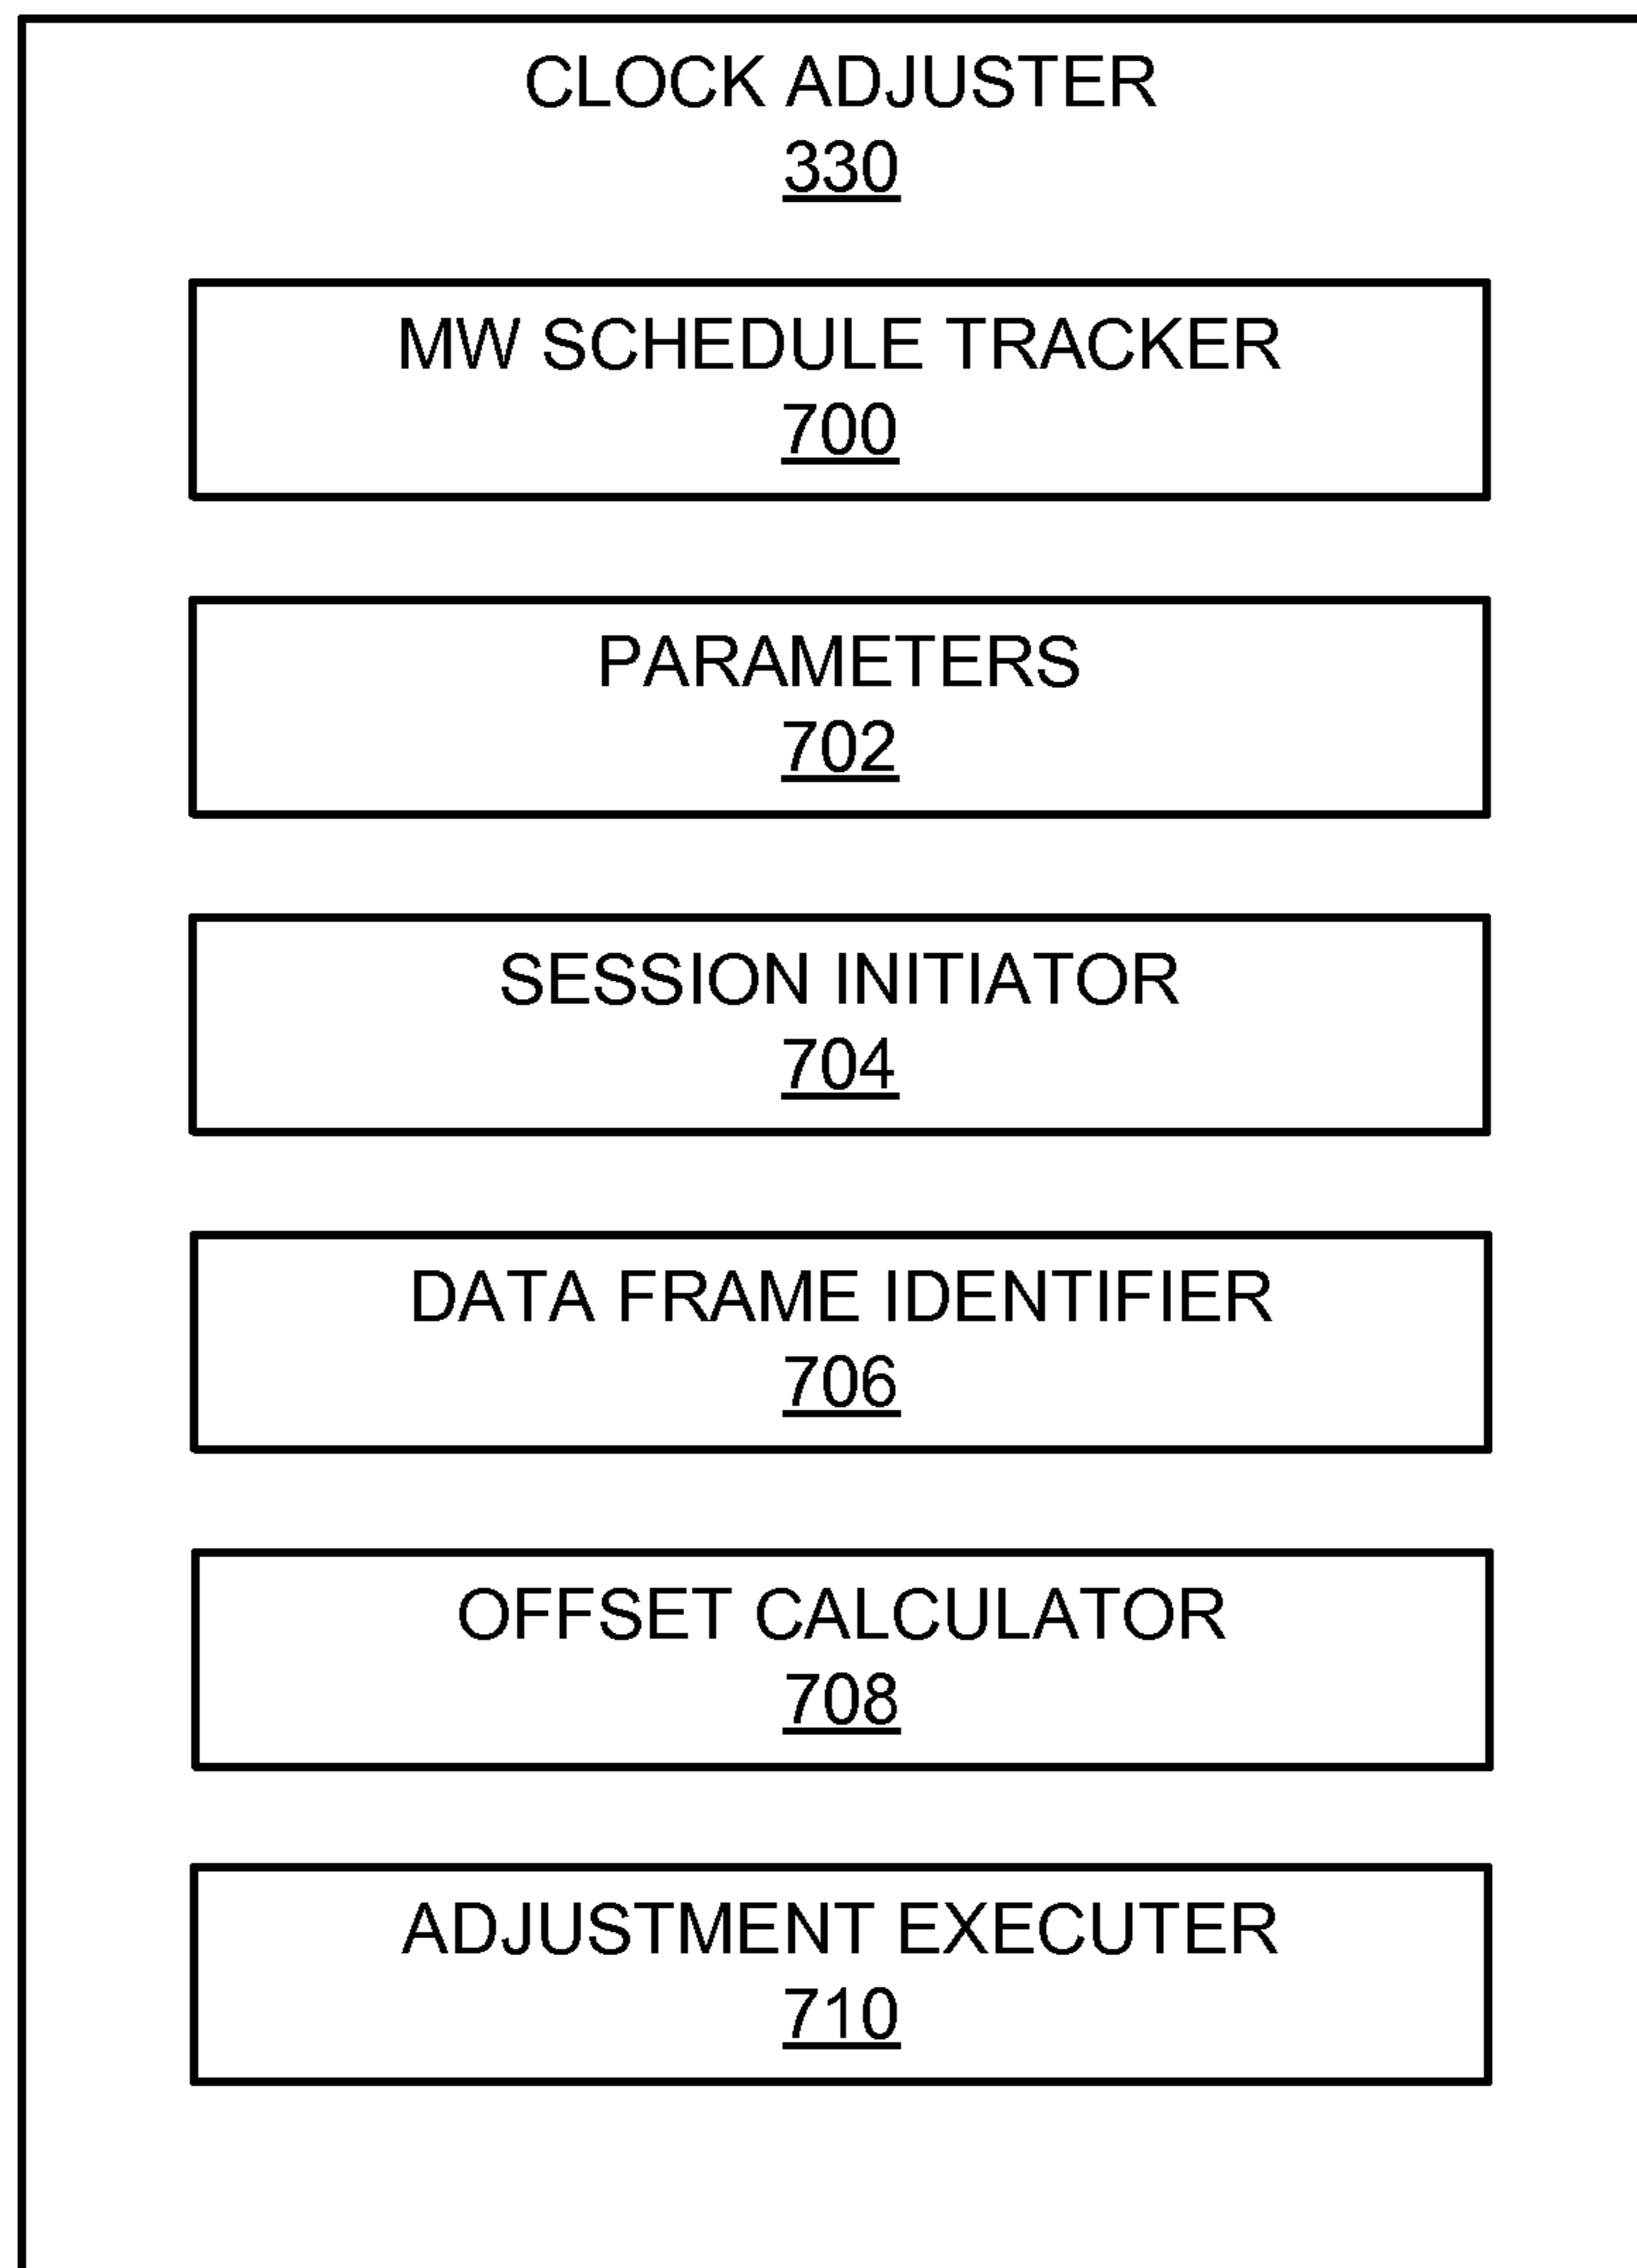 CLOCK ADJUSTER
330
MW SCHEDULE TRACKER
700
PARAMETERS
702
SESSION INITIATOR
704
DATA FRAME IDENTIFIER
706
OFFSET CALCULATOR
708
ADJUSTMENT EXECUTER
710